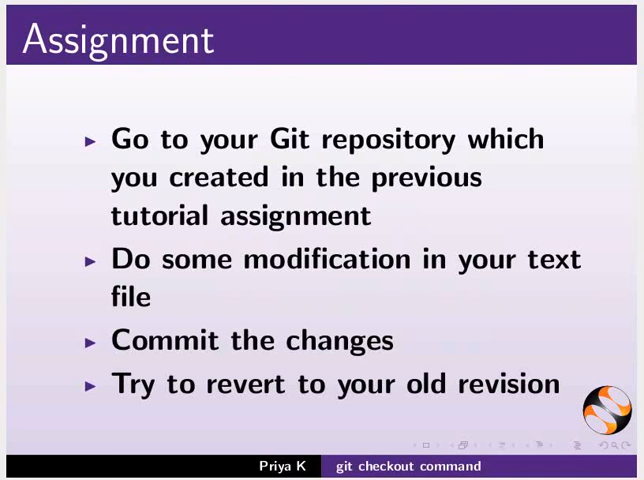 Assignment
Go to your Git repository which
you created in the previous
tutorial assignment
Do some modification in your text
file
Commit the changes
Try to revert to your old revision
Priya K git checkout command